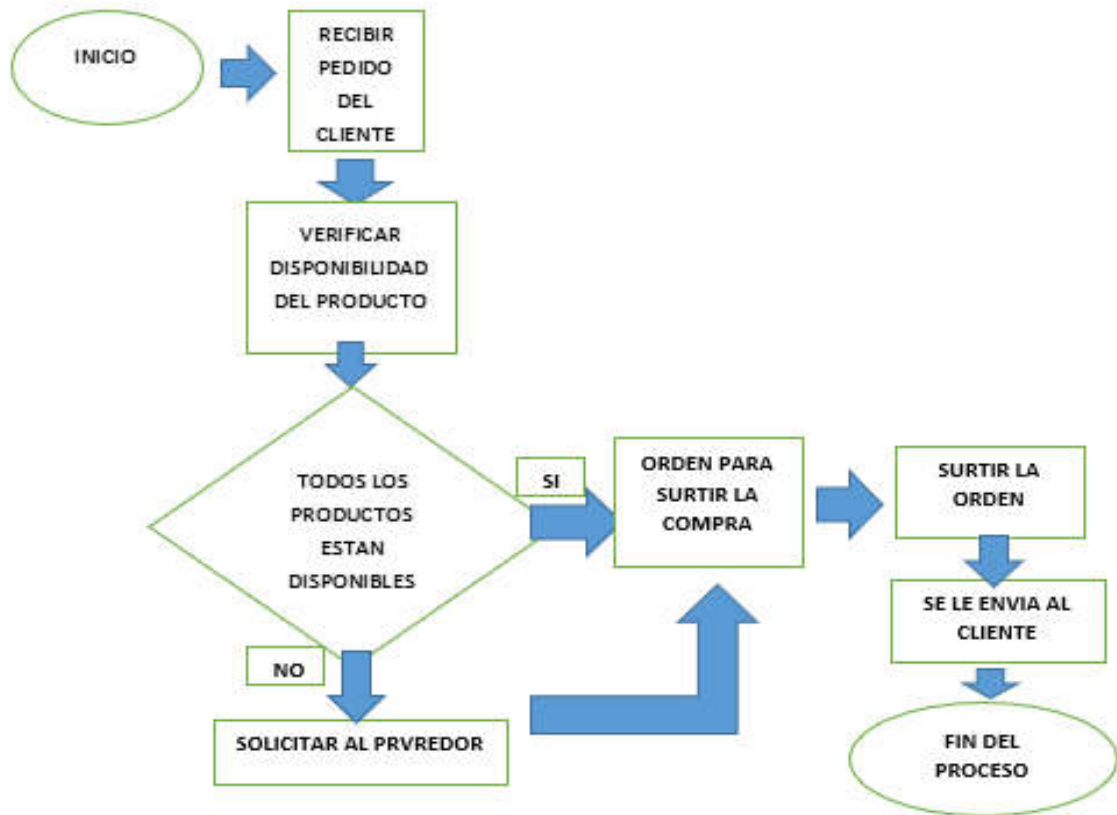 INICIO
RECIBIR
PEDIDO
DEL
CLIENTE
VERIFICAR
DISPONIBILIDAD
DEL PRODUCTO
TODOS LOS
PRODUCTOS
ESTAN
DISPONIBLES
SI
NO
SOLICITAR AL PRVREDOR
ORDEN PARA
SURTIR LA
COMPRA
SURTIR LA
ORDEN
SE LE ENVIA AL
CLIENTE
FIN DEL
PROCESO